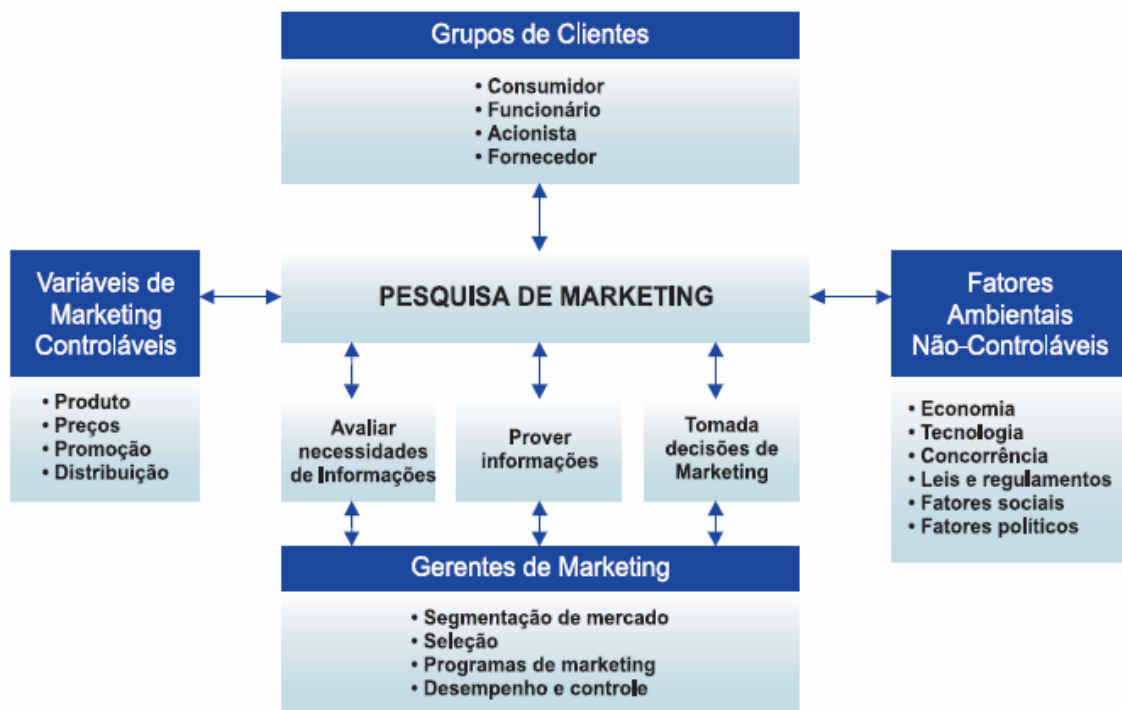 Grupos de Clientes
• Consumidor
• Funcionário
• Acionista
• Fornecedor
Variáveis de
Marketing
Controláveis
• Produto
• Preços
• Promoção
• Distribuição
PESQUISA DE MARKETING
Fatores
Ambientais
Não-Controláveis
• Economia
• Tecnologia
• Concorrência
• Leis e regulamentos
• Fatores sociais
• Fatores políticos
Avaliar
necessidades
de Informações
Prover
informações
Tomada
decisões de
Marketing
Gerentes de Marketing
• Segmentação de mercado
• Seleção
• Programas de marketing
• Desempenho e controle